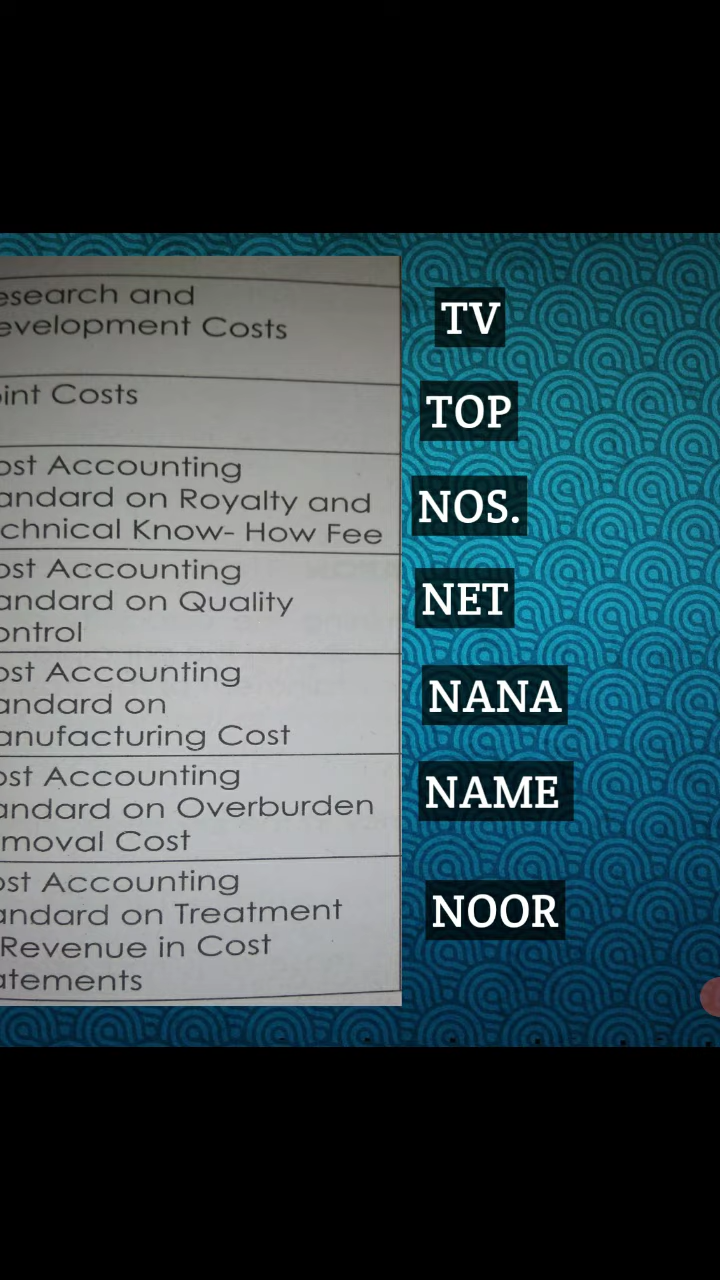 esearch and
evelopment Costs
TV
oint Costs
TOP
ost Accounting
andard on Royalty and
chnical Know- How Fee
NOS.
ost Accounting
andard on Quality
ontrol
NET
ost Accounting
andard on
anufacturing Cost
NANA
ost Accounting
andard on Overburden
moval Cost
NAME
ost Accounting
andard on Treatment
Revenue in Cost
atements
NOOR